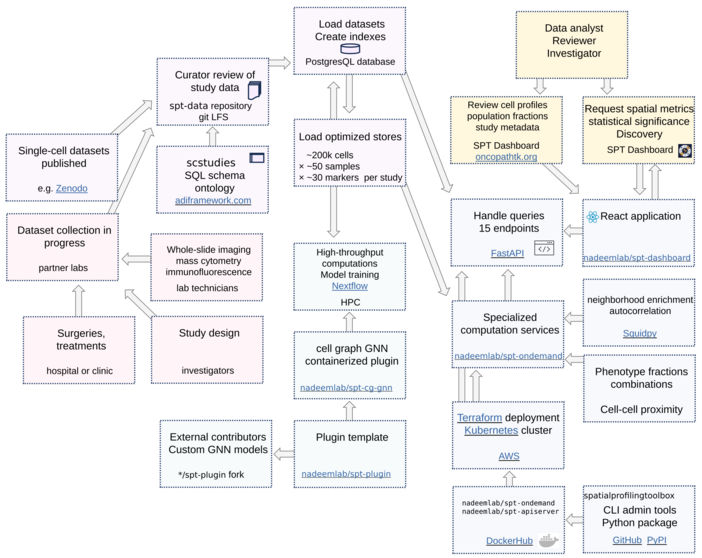 Load datasets
Create indexes
PostgreSQL database
Data analyst
Reviewer
Investigator
Curator review of
study data
spt-data repository
git LFS
Review cell profiles
population fractions
study metadata
SPT Dashboard
oncopathtk.org
Request spatial metrics
statistical significance
Discovery
SPT Dashboard
Single-cell datasets
published
e.g. Zenodo
scstudies
SQL schema
ontology
adiframework.com
Load optimized stores
~200k cells
× ~50 samples
× ~30 markers per study
Dataset collection in
progress
partner labs
Whole-slide imaging
mass cytometry
immunofluorescence
lab technicians
High-throughput
computations
Model training
Nextflow
HPC
Handle queries
15 endpoints
FastAPI
React application
nadeemlab/spt-dashboard
Surgeries,
treatments
hospital or clinic
Study design
investigators
cell graph GNN
containerized plugin
nadeemlab/spt-cg-gnn
Specialized
computation services
nadeemlab/spt-ondemand
neighborhood enrichment
autocorrelation
Squidpy
Phenotype fractions
combinations
Cell-cell proximity
External contributors
Custom GNN models
*/spt-plugin fork
Plugin template
nadeemlab/spt-plugin
Terraform deployment
Kubernetes cluster
AWS
nadeemlab/spt-ondemand
nadeemlab/spt-apiserver
DockerHub
spatialprofilingtoolbox
CLI admin tools
Python package
GitHub PyPI